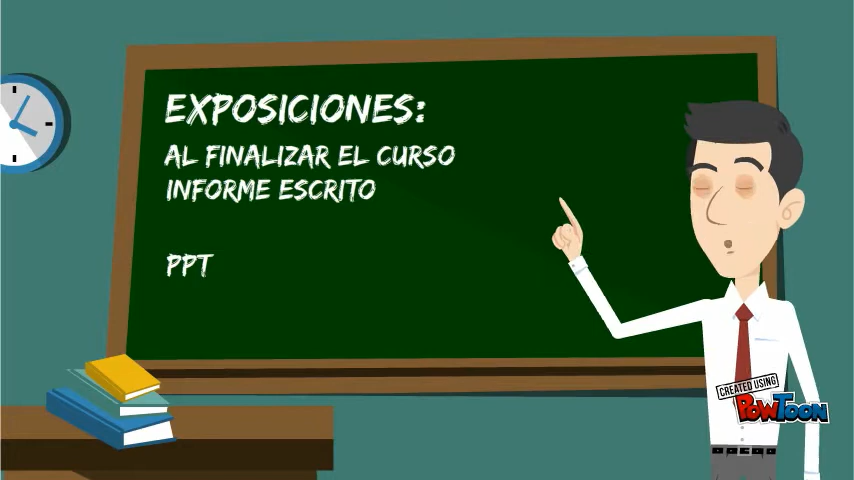 EXPOSICIONES:
AL FINALIZAR EL CURSO
INFORME ESCRITO
PPT
CREATED USING
POWTOON